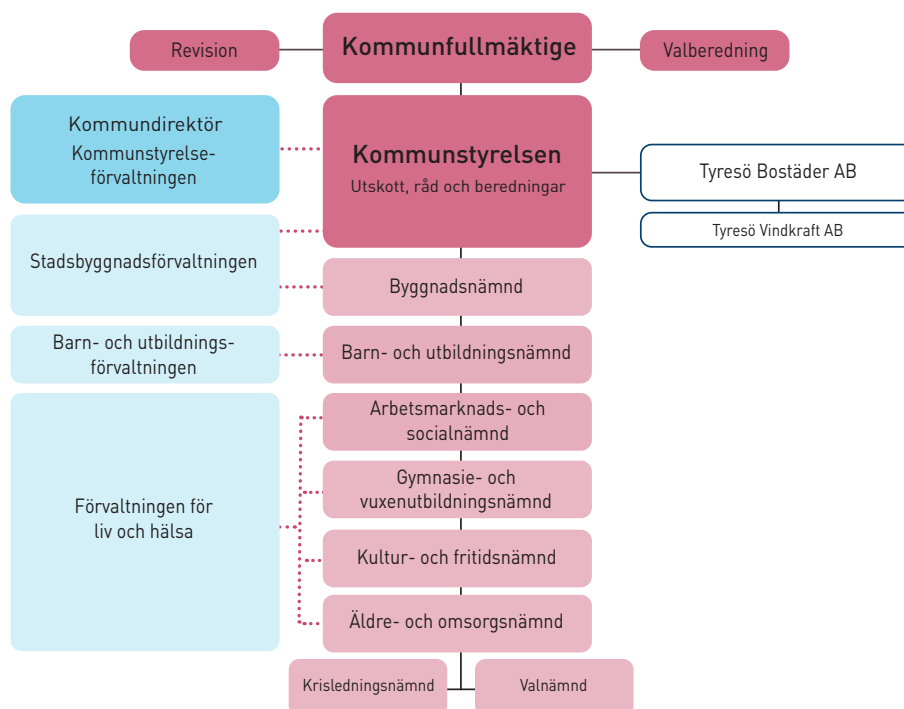 Revision
Kommunfullmäktige
Valberedning
Kommundirektör
Kommunstyrelse-
förvaltningen
Kommunstyrelsen
Utskott, råd och beredningar
Tyresö Bostäder AB
Tyresö Vindkraft AB
Stadsbyggnadsförvaltningen
Byggnadsnämnd
Barn- och utbildnings-
förvaltningen
Barn- och utbildningsnämnd
Förvaltningen för
liv och hälsa
Arbetsmarknads- och
socialnämnd
Gymnasie- och
vuxenutbildningsnämnd
Kultur- och fritidsnämnd
Äldre- och omsorgsnämnd
Krisledningsnämnd
Valnämnd